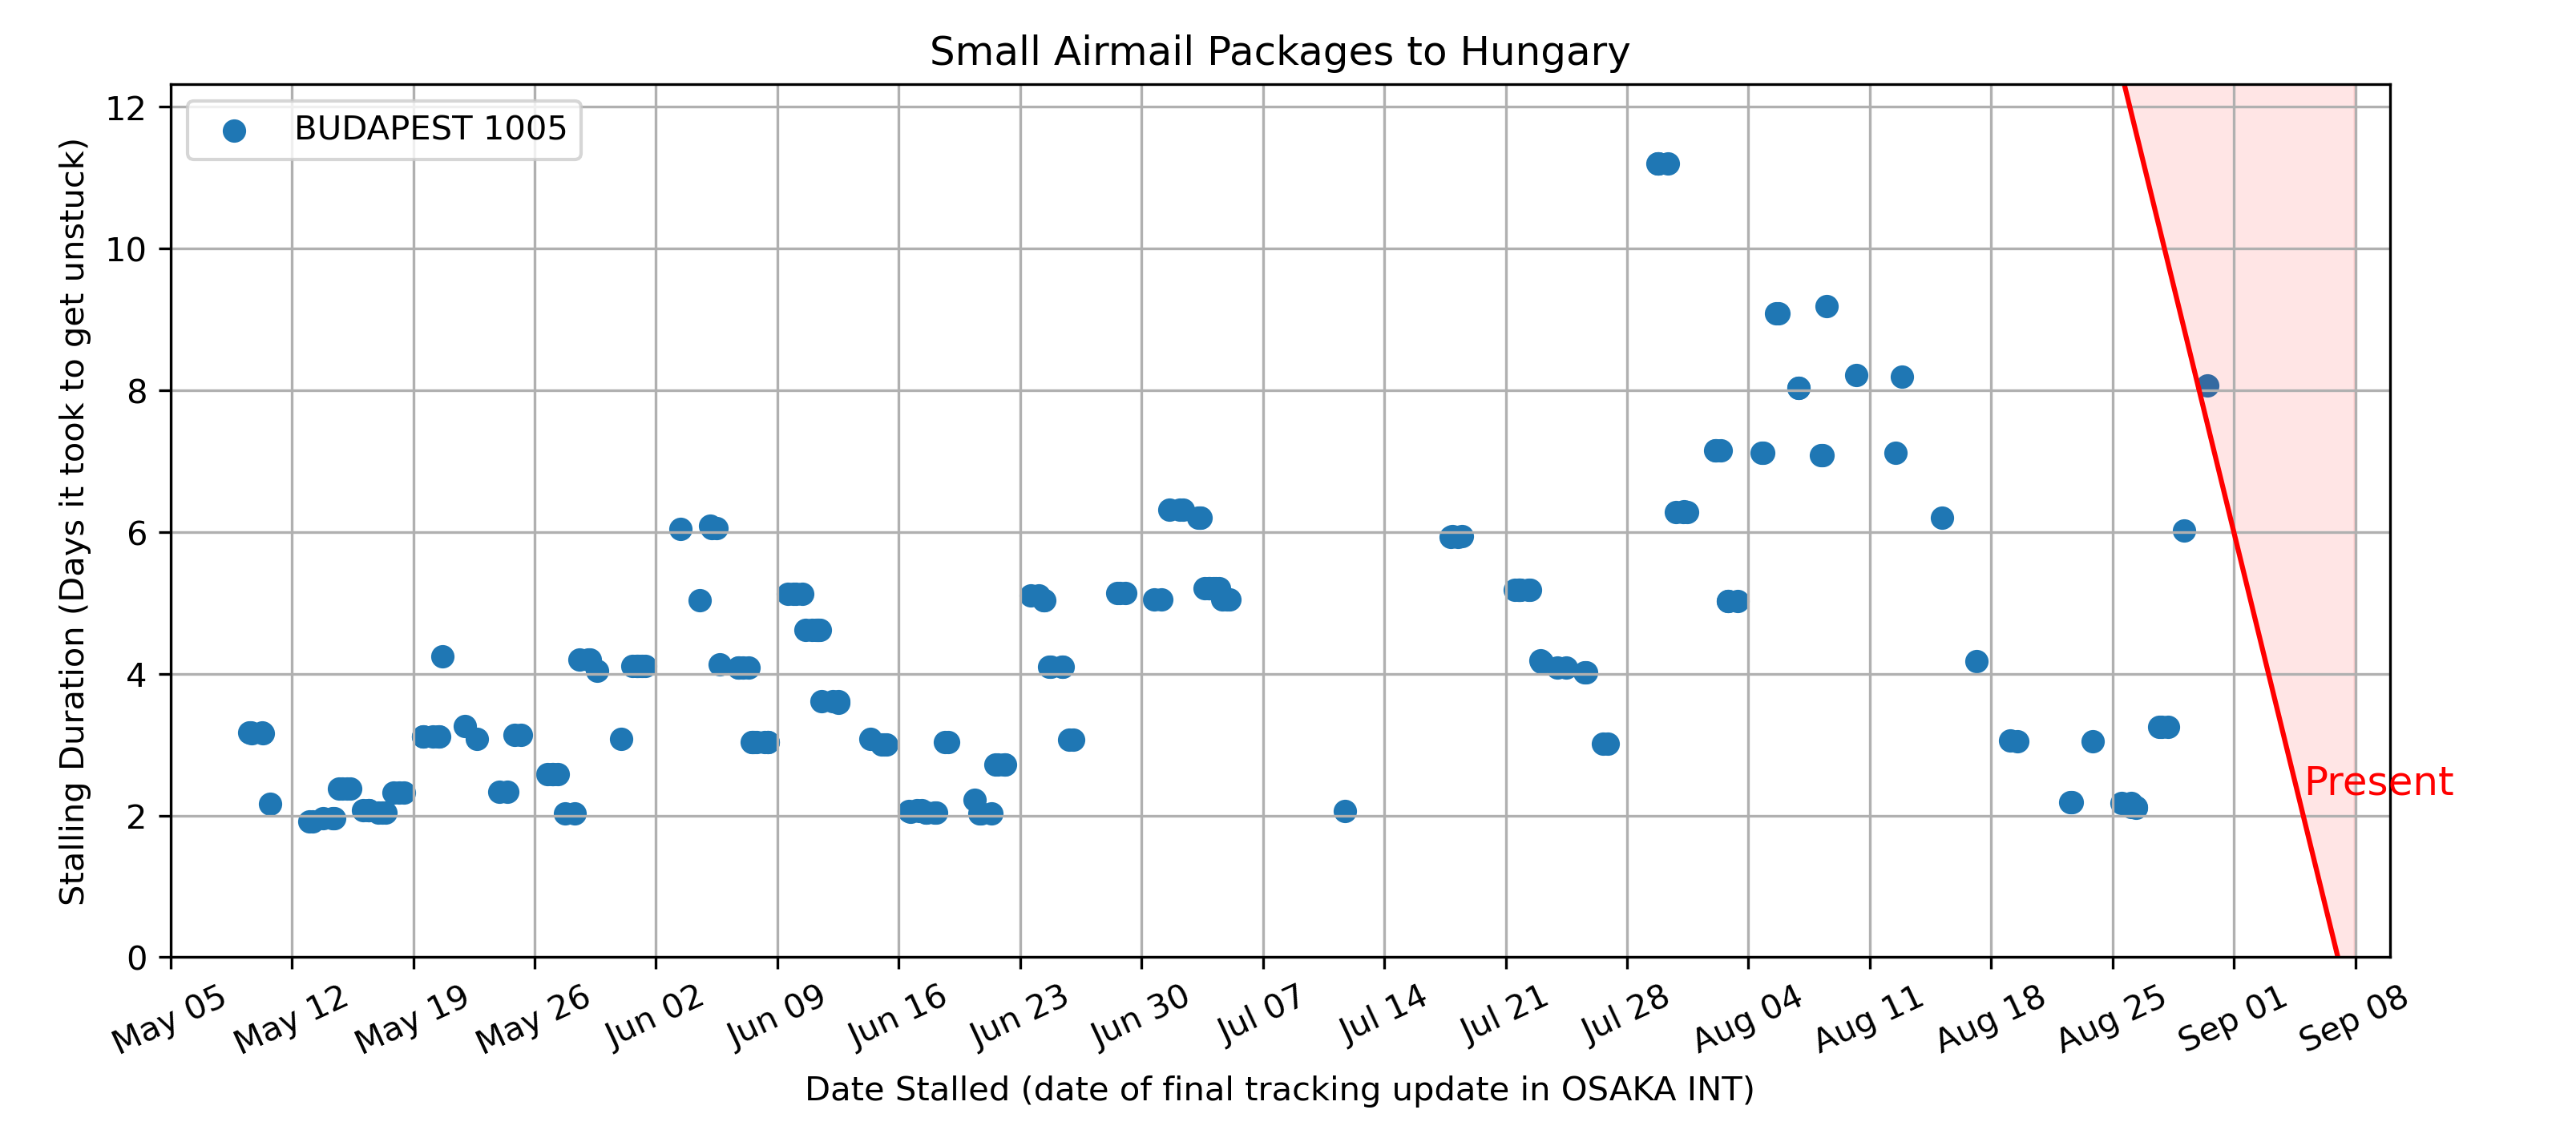 Small Airmail Packages to Hungary
BUDAPEST 1005
Stalling Duration (Days it took to get unstuck)
12
10
8
6
4
2
0
Present
May 05 May 12 May 19 May 26 Jun 02 Jun 09 Jun 16 Jun 23 Jun 30 Jul 07 Jul 14 Jul 21 Jul 28 Aug 04 Aug 11 Aug 18 Aug 25 Sep 01 Sep 08
Date Stalled (date of final tracking update in OSAKA INT)